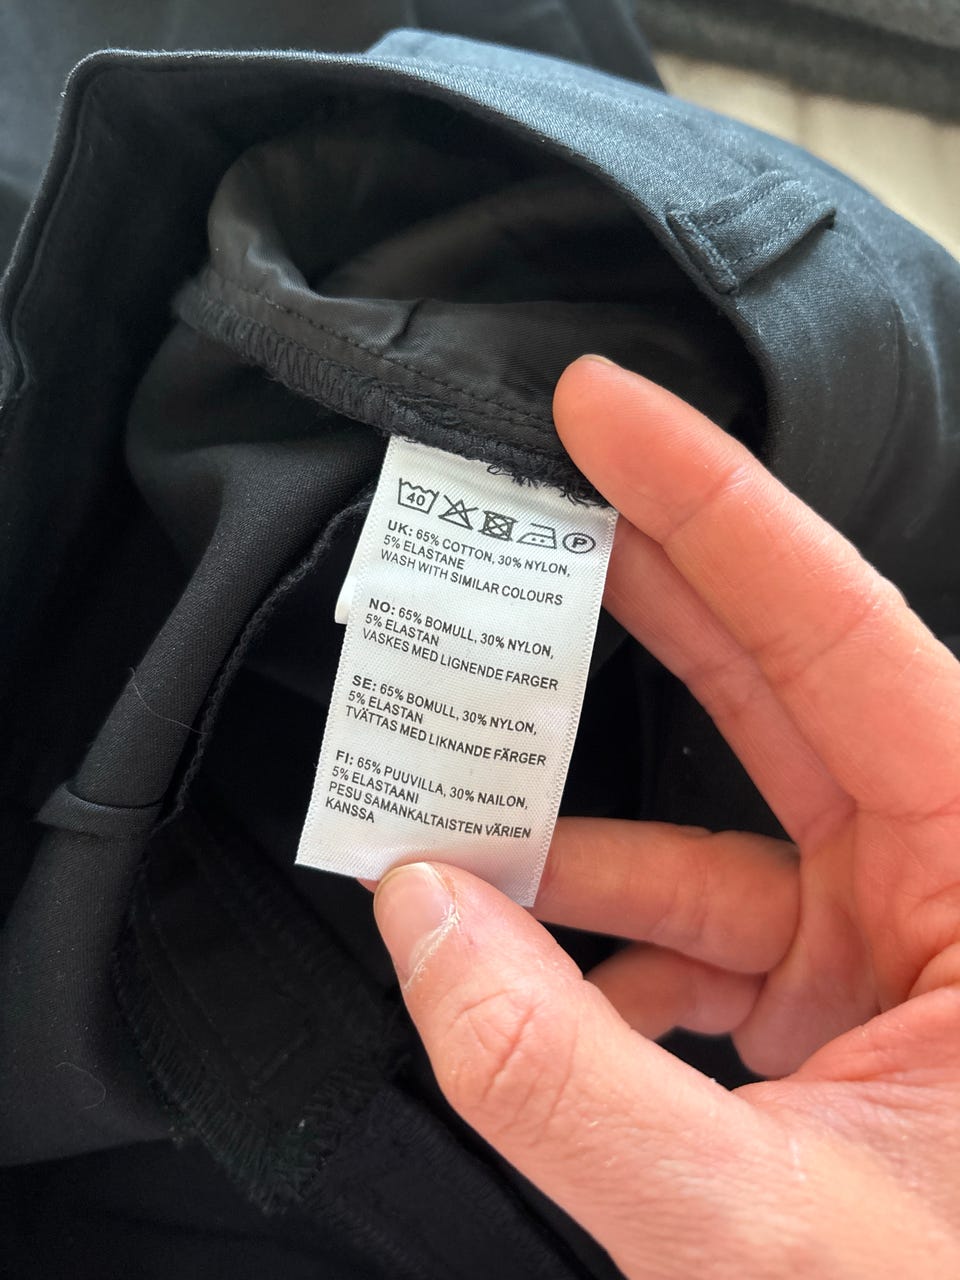 40 P
UK: 65% COTTON, 30% NYLON,
5% ELASTANE
WASH WITH SIMILAR COLOURS
NO: 65% BOMULL, 30% NYLON,
5% ELASTAN
VASKES MED LIGNENDE FARGER
SE: 65% BOMULL, 30% NYLON,
5% ELASTAN
TVÄTTAS MED LIKNANDE FÄRGER
FI: 65% PUUVILLA, 30% NAILON,
5% ELASTAANI
PESU SAMANKALTAISTEN VÄRIEN
KANSSA